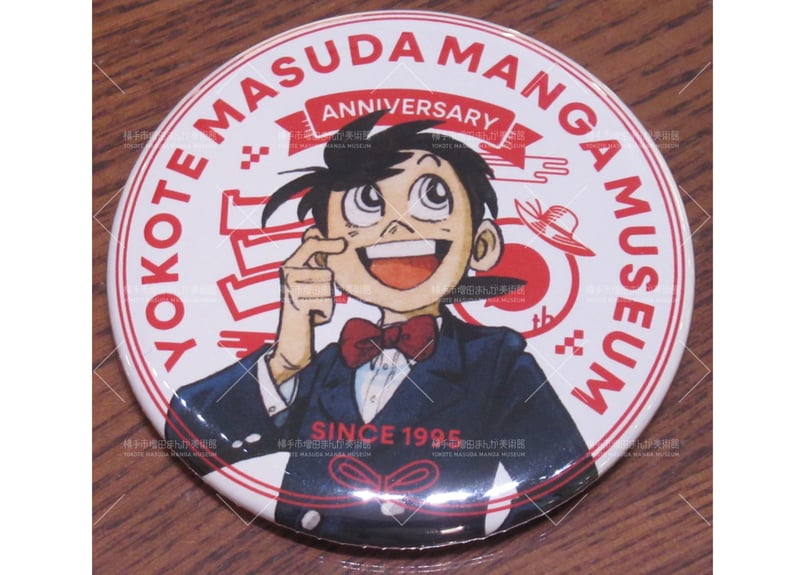 YOKOTE MASUDA MANGA MUSEUM
ANNIVERSARY
th
SINCE 1995
横手市増田まんが美術館
YOKOTE MASUDA MANGA MUSEUM